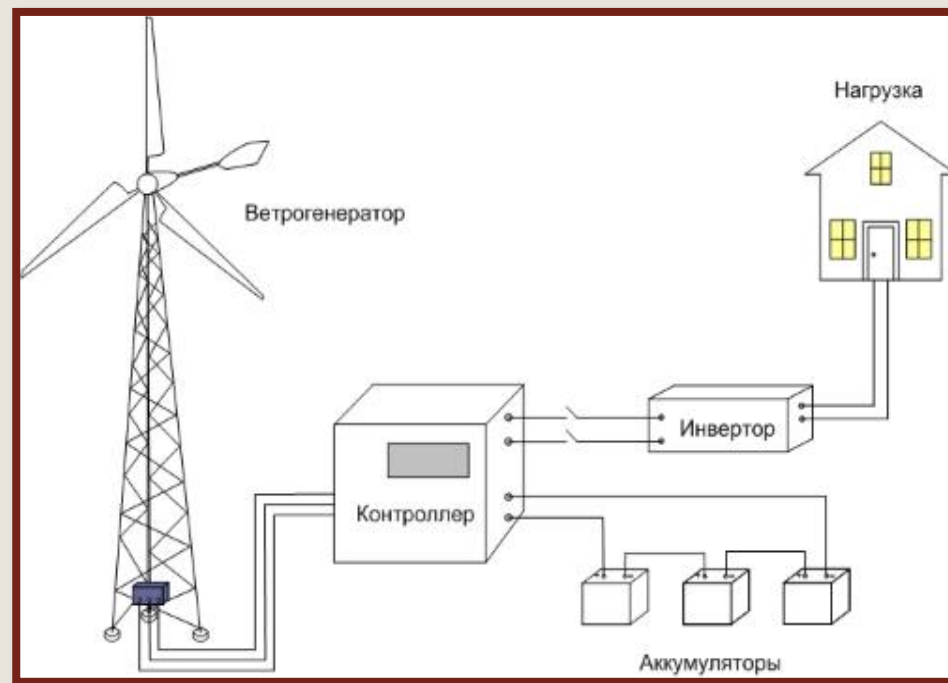 Нагрузка
Ветрогенератор
Инвертор
Контроллер
Аккумуляторы